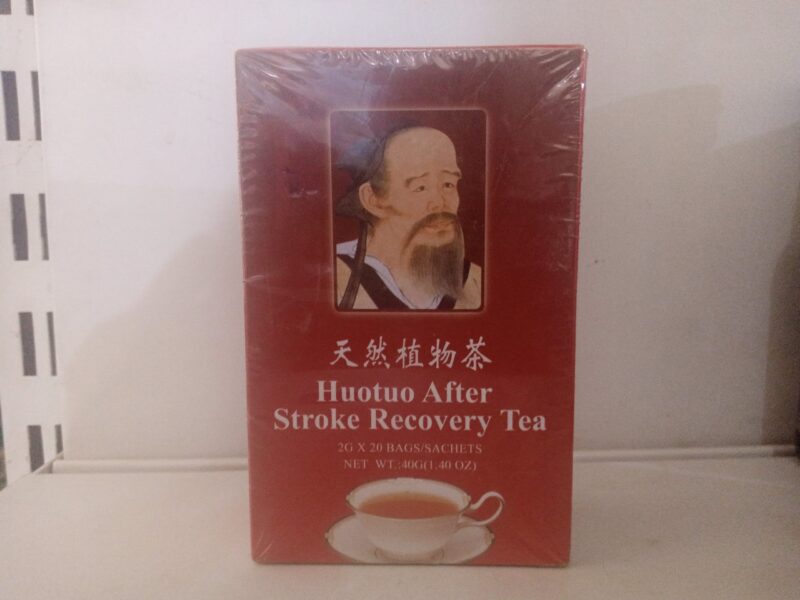 天然植物茶
Huotuo After
Stroke Recovery Tea
2G X 20 BAGS/SACHETS
NET WT.:40G(1.40 OZ)